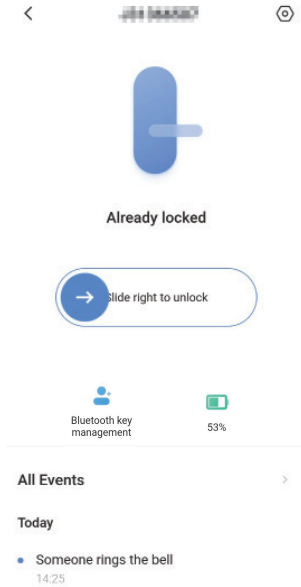 Already locked
Slide right to unlock
Bluetooth key
management
53%
All Events
Today
Someone rings the bell
14:25